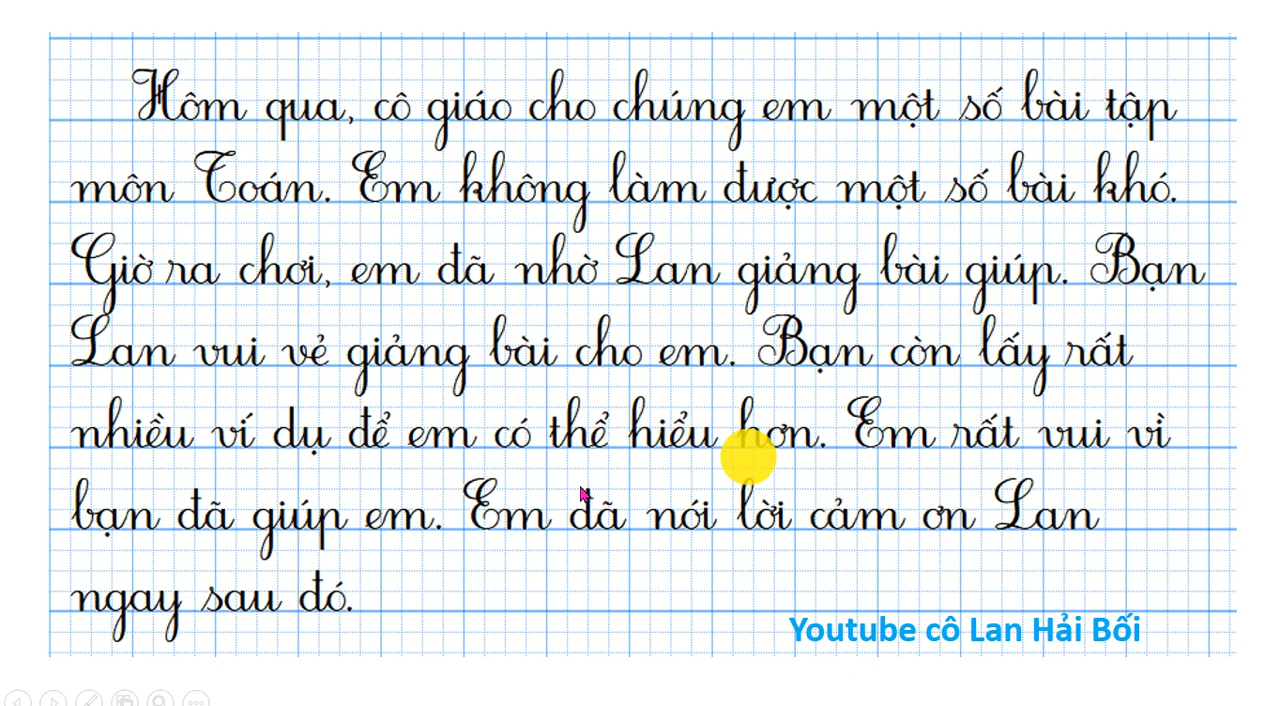 Hôm qua, cô giáo cho chúng em một số bài tập
môn Toán. Em không làm được một số bài khó.
Giờ ra chơi, em đã nhờ Lan giảng bài giúp. Bạn
Lan vui vẻ giảng bài cho em. Bạn còn lấy rất
nhiều ví dụ để em có thể hiểu hơn. Em rất vui vì
bạn đã giúp em. Em đã nói lời cảm ơn Lan
ngay sau đó.
Youtube cô Lan Hải Bối